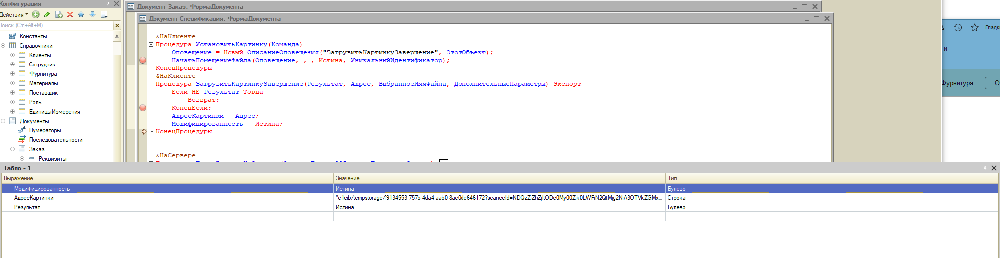 Конфигурация
Действия
Поиск (Ctrl+Alt+M)
Константы
Справочники
Клиенты
Сотрудник
Фурнитура
Материалы
Поставщик
Роль
ЕдиницыИзмерения
Документы
Нумераторы
Последовательности
Заказ
Реквизиты
Документ Заказ: ФормаДокумента
Документ Спецификация: ФормаДокумента
&НаКлиенте
Процедура УстановитьКартинку(Команда)
Оповещение = Новый ОписаниеОповещения("ЗагрузитьКартинкуЗавершение", ЭтотОбъект);
НачатьПомещениеФайла(Оповещение, , , Истина, УникальныйИдентификатор);
КонецПроцедуры
&НаКлиенте
Процедура ЗагрузитьКартинкуЗавершение(Результат, Адрес, ВыбранноеИмяФайла, ДополнительныеПараметры) Экспорт
Если НЕ Результат Тогда
Возврат;
КонецЕсли;
АдресКартинки = Адрес;
Модифицированность = Истина;
КонецПроцедуры
&НаСервере
Гладк
и
Фурнитура
Табло - 1
Выражение Значение Тип
Модифицированность Истина Булево
АдресКартинки "e1cib/tempstorage/f9134553-757b-4da4-aab0-8ae0de646172?seanceId=NDQzZjZhZjItODc0My00Zjk0LWFiN2QtMjg2NjA3OTVkZGMx... Строка
Результат Истина Булево